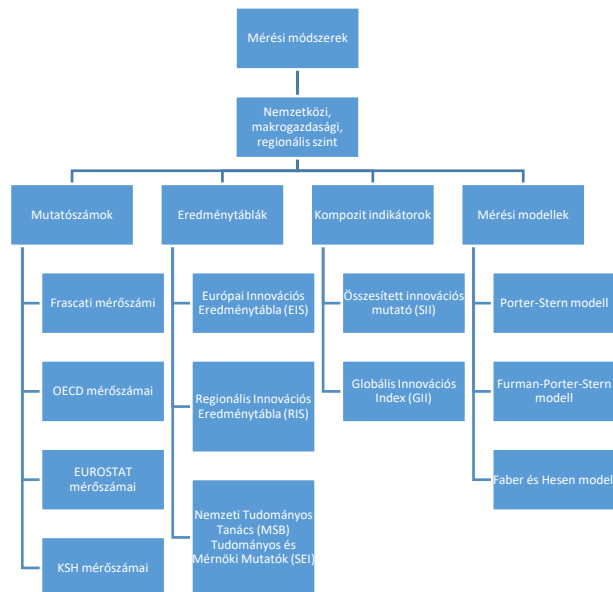 Mérési módszerek
Nemzetközi,
makrogazdasági,
regionális szint
Mutatószámok
Eredménytáblák
Kompozit indikátorok
Mérési modellek
Frascati mérőszámi
OECD mérőszámai
EUROSTAT
mérőszámai
KSH mérőszámai
Európai Innovációs
Eredménytábla (EIS)
Regionális Innovációs
Eredménytábla (RIS)
Nemzeti Tudományos
Tanács (MSB)
Tudományos és
Mérnöki Mutatók (SEI)
Összesített innovációs
mutató (SII)
Globális Innovációs
Index (GII)
Porter-Stern modell
Furman-Porter-Stern
modell
Faber és Hesen modell